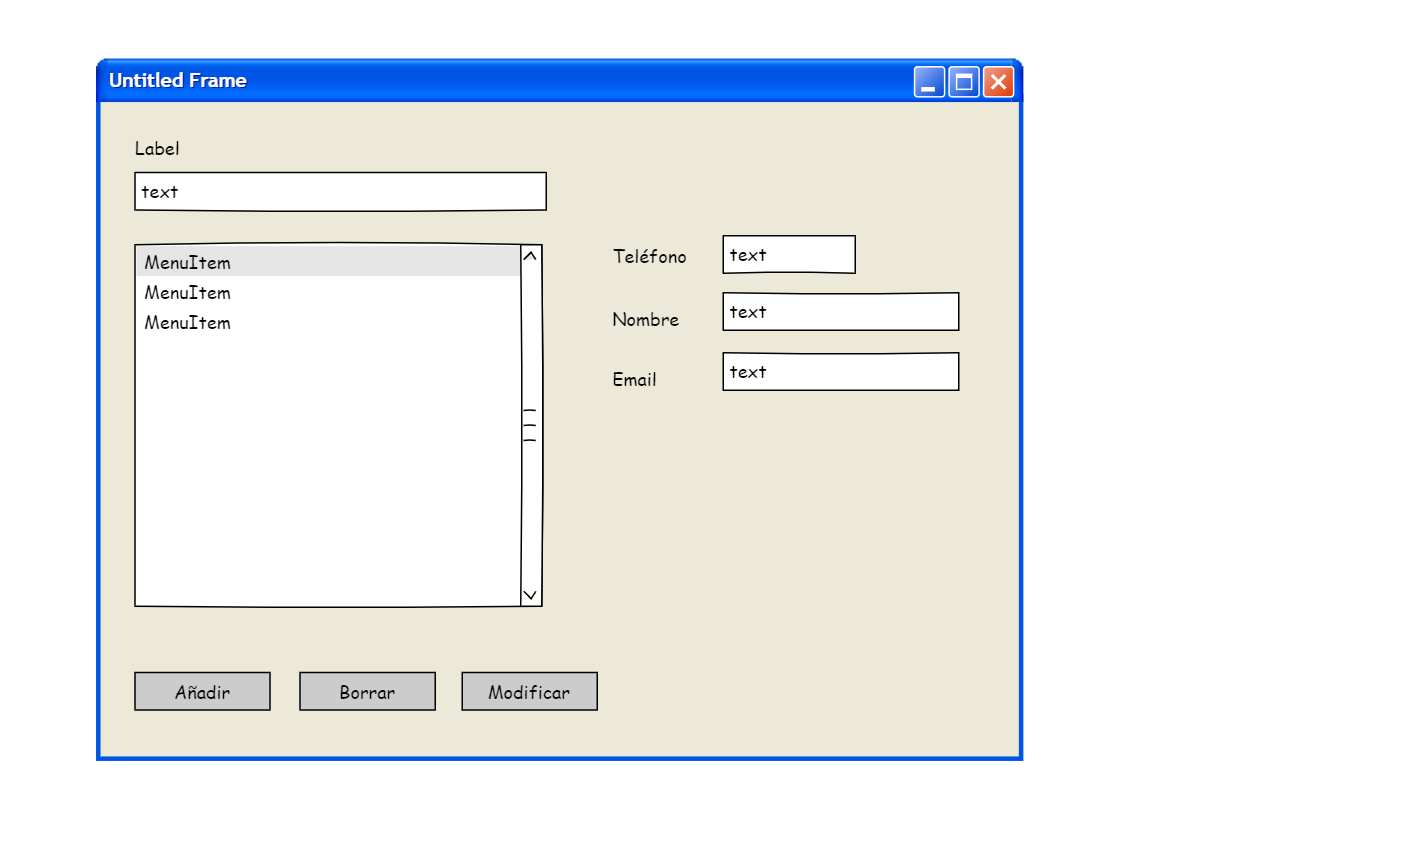 Untitled Frame
Label
text
MenuItem
MenuItem
MenuItem
Teléfono
text
Nombre
text
Email
text
Añadir
Borrar
Modificar